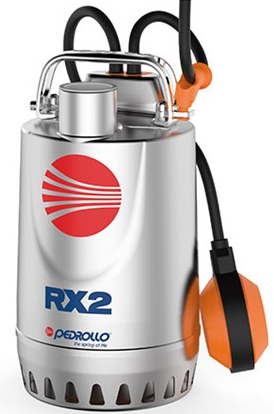 RX2
PEDROLLO
the spring of life